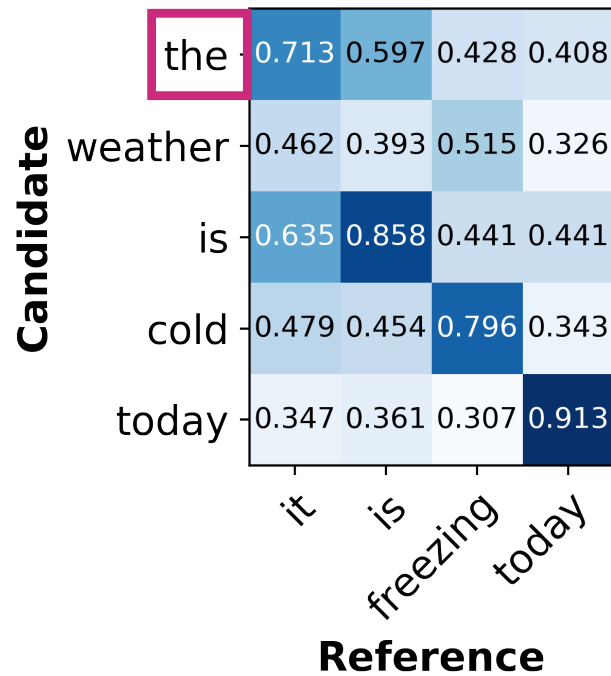 the 0.713 0.597 0.428 0.408
weather 0.462 0.393 0.515 0.326
is 0.635 0.858 0.441 0.441
cold 0.479 0.454 0.796 0.343
today 0.347 0.361 0.307 0.913
Candidate
it is freezing today
Reference